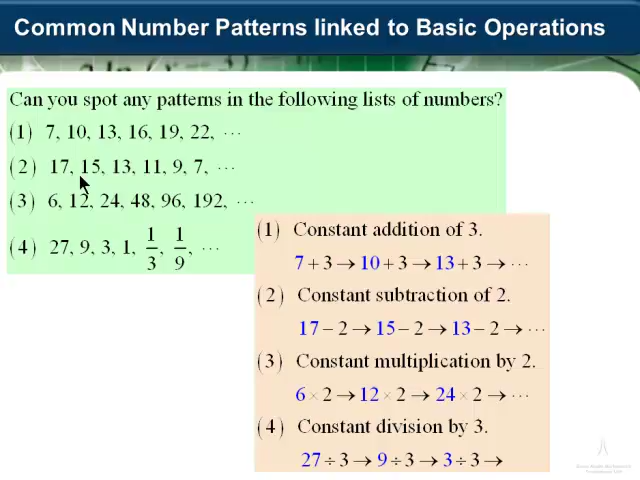 Common Number Patterns linked to Basic Operations
Can you spot any patterns in the following lists of numbers?
(1) 7, 10, 13, 16, 19, 22, ⋯
(2) 17, 15, 13, 11, 9, 7, ⋯
(3) 6, 12, 24, 48, 96, 192, ⋯
(4) 27, 9, 3, 1, 1/3, 1/9, ⋯
(1) Constant addition of 3.
7 + 3 → 10 + 3 → 13 + 3 → ⋯
(2) Constant subtraction of 2.
17 − 2 → 15 − 2 → 13 − 2 → ⋯
(3) Constant multiplication by 2.
6 × 2 → 12 × 2 → 24 × 2 → ⋯
(4) Constant division by 3.
27 ÷ 3 → 9 ÷ 3 → 3 ÷ 3 →